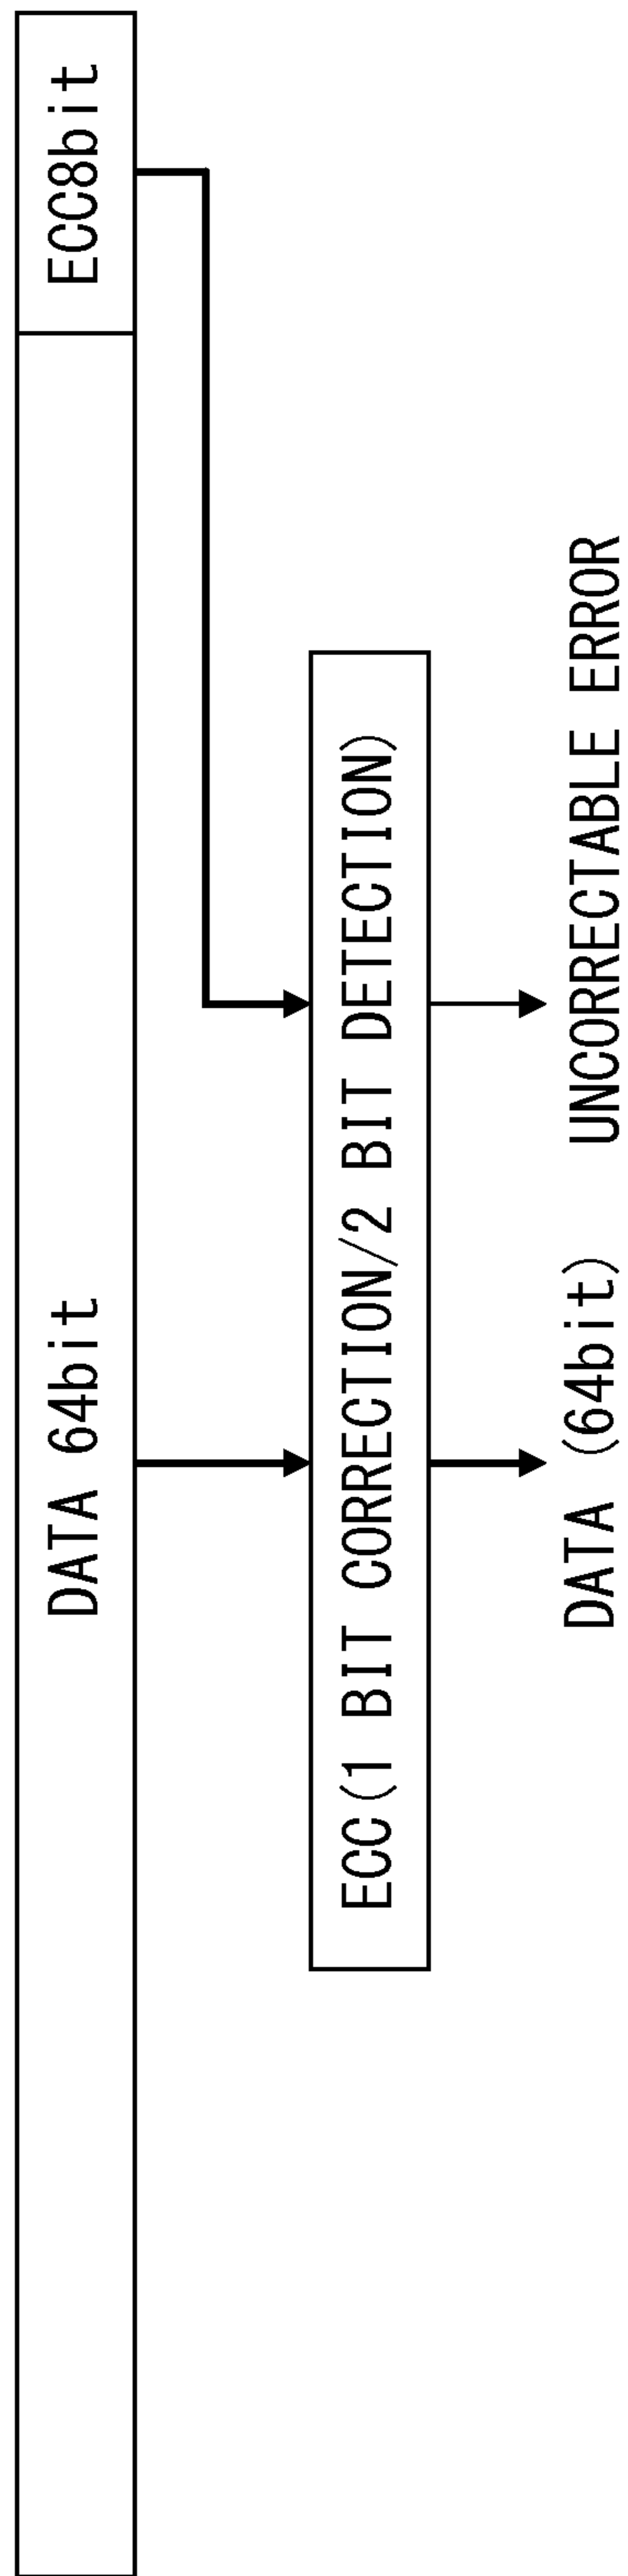 DATA 64bit
ECC8bit
ECC(1 BIT CORRECTION/2 BIT DETECTION)
DATA (64bit)
UNCORRECTABLE ERROR